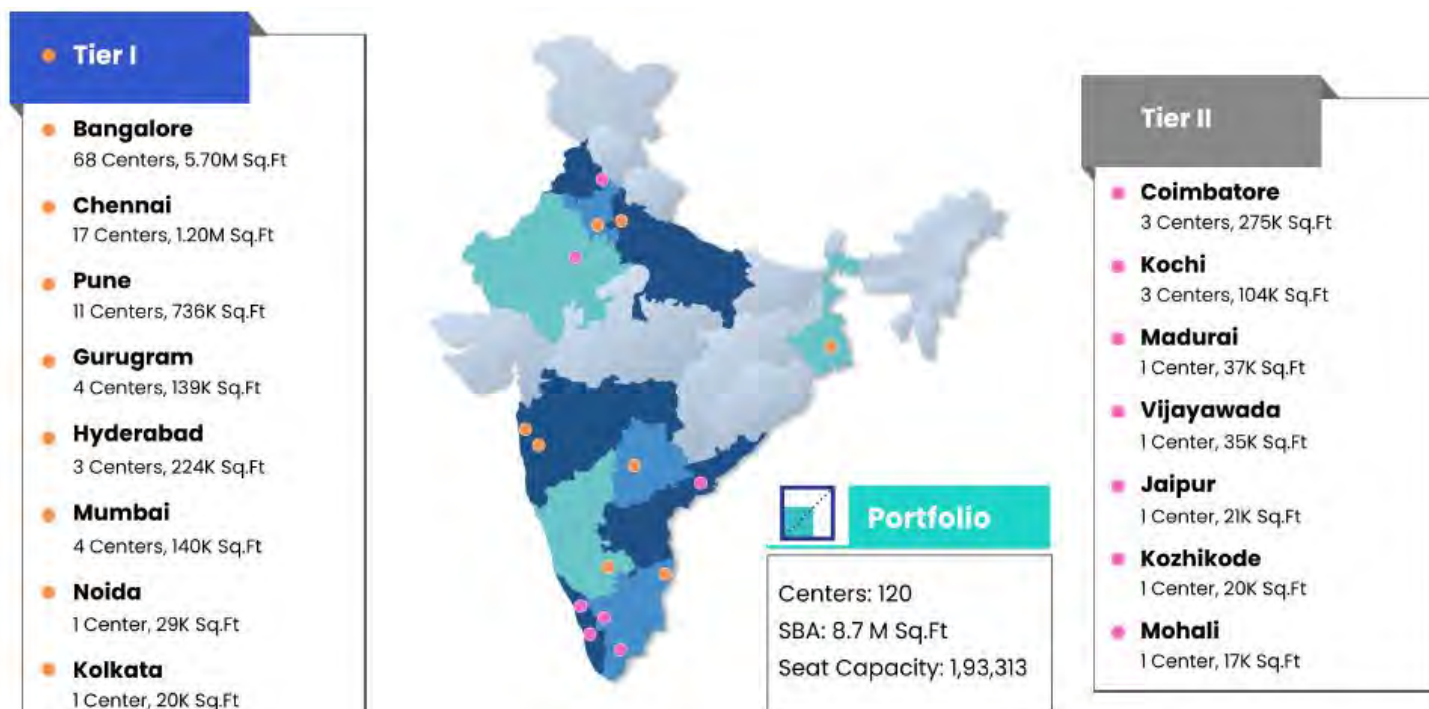 Tier I
Bangalore
68 Centers, 5.70M Sq.Ft
Chennai
17 Centers, 1.20M Sq.Ft
Pune
11 Centers, 736K Sq.Ft
Gurugram
4 Centers, 139K Sq.Ft
Hyderabad
3 Centers, 224K Sq.Ft
Mumbai
4 Centers, 140K Sq.Ft
Noida
1 Center, 29K Sq.Ft
Kolkata
1 Center, 20K Sq.Ft
Portfolio
Centers: 120
SBA: 8.7 M Sq.Ft
Seat Capacity: 1,93,313
Tier II
Coimbatore
3 Centers, 275K Sq.Ft
Kochi
3 Centers, 104K Sq.Ft
Madurai
1 Center, 37K Sq.Ft
Vijayawada
1 Center, 35K Sq.Ft
Jaipur
1 Center, 21K Sq.Ft
Kozhikode
1 Center, 20K Sq.Ft
Mohali
1 Center, 17K Sq.Ft